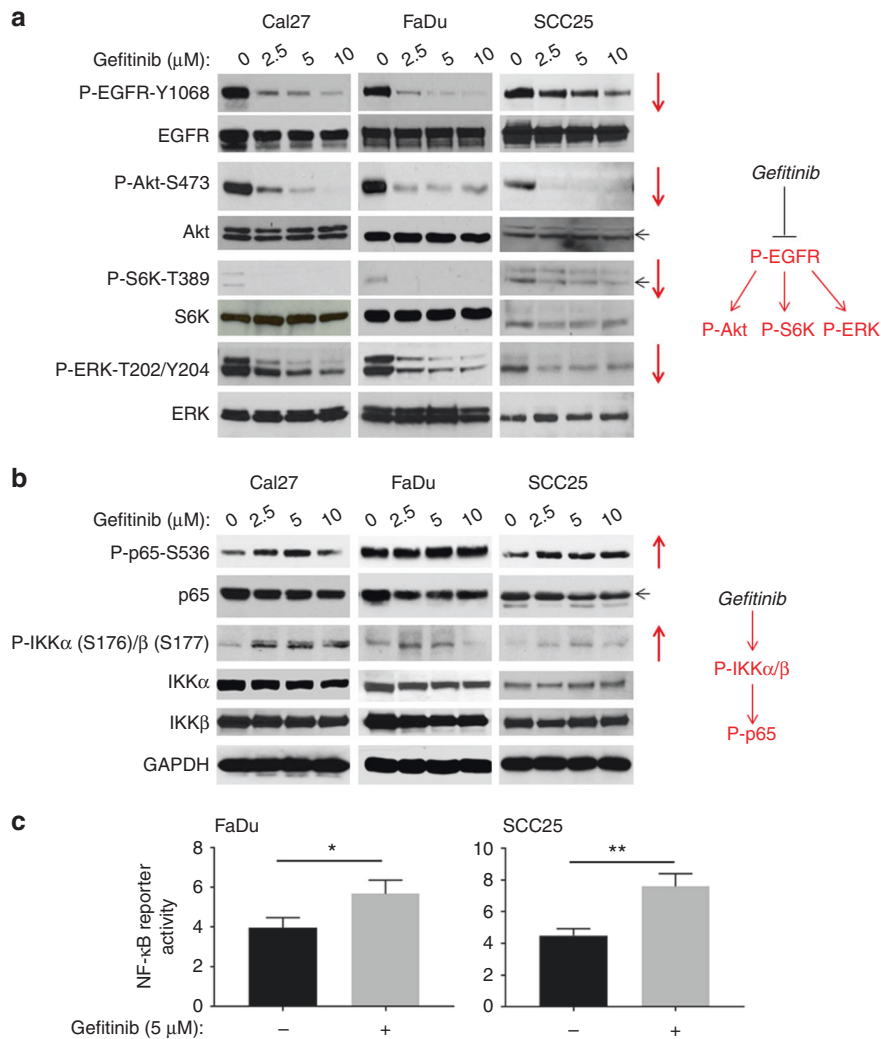 a
Cal27 FaDu SCC25
Gefitinib (μM): 0 2.5 5 10 0 2.5 5 10 0 2.5 5 10
P-EGFR-Y1068
EGFR
P-Akt-S473
Akt
P-S6K-T389
S6K
P-ERK-T202/Y204
ERK
Gefitinib
P-EGFR
P-Akt P-S6K P-ERK
b
Cal27 FaDu SCC25
Gefitinib (μM): 0 2.5 5 10 0 2.5 5 10 0 2.5 5 10
P-p65-S536
p65
P-IKKα (S176)/β (S177)
IKKα
IKKβ
GAPDH
Gefitinib
P-IKKα/β
P-p65
c
FaDu
NF-κB reporter
activity
8
6
4
2
0
*
SCC25
10
8
6
4
2
0
**
Gefitinib (5 μM): – + – +